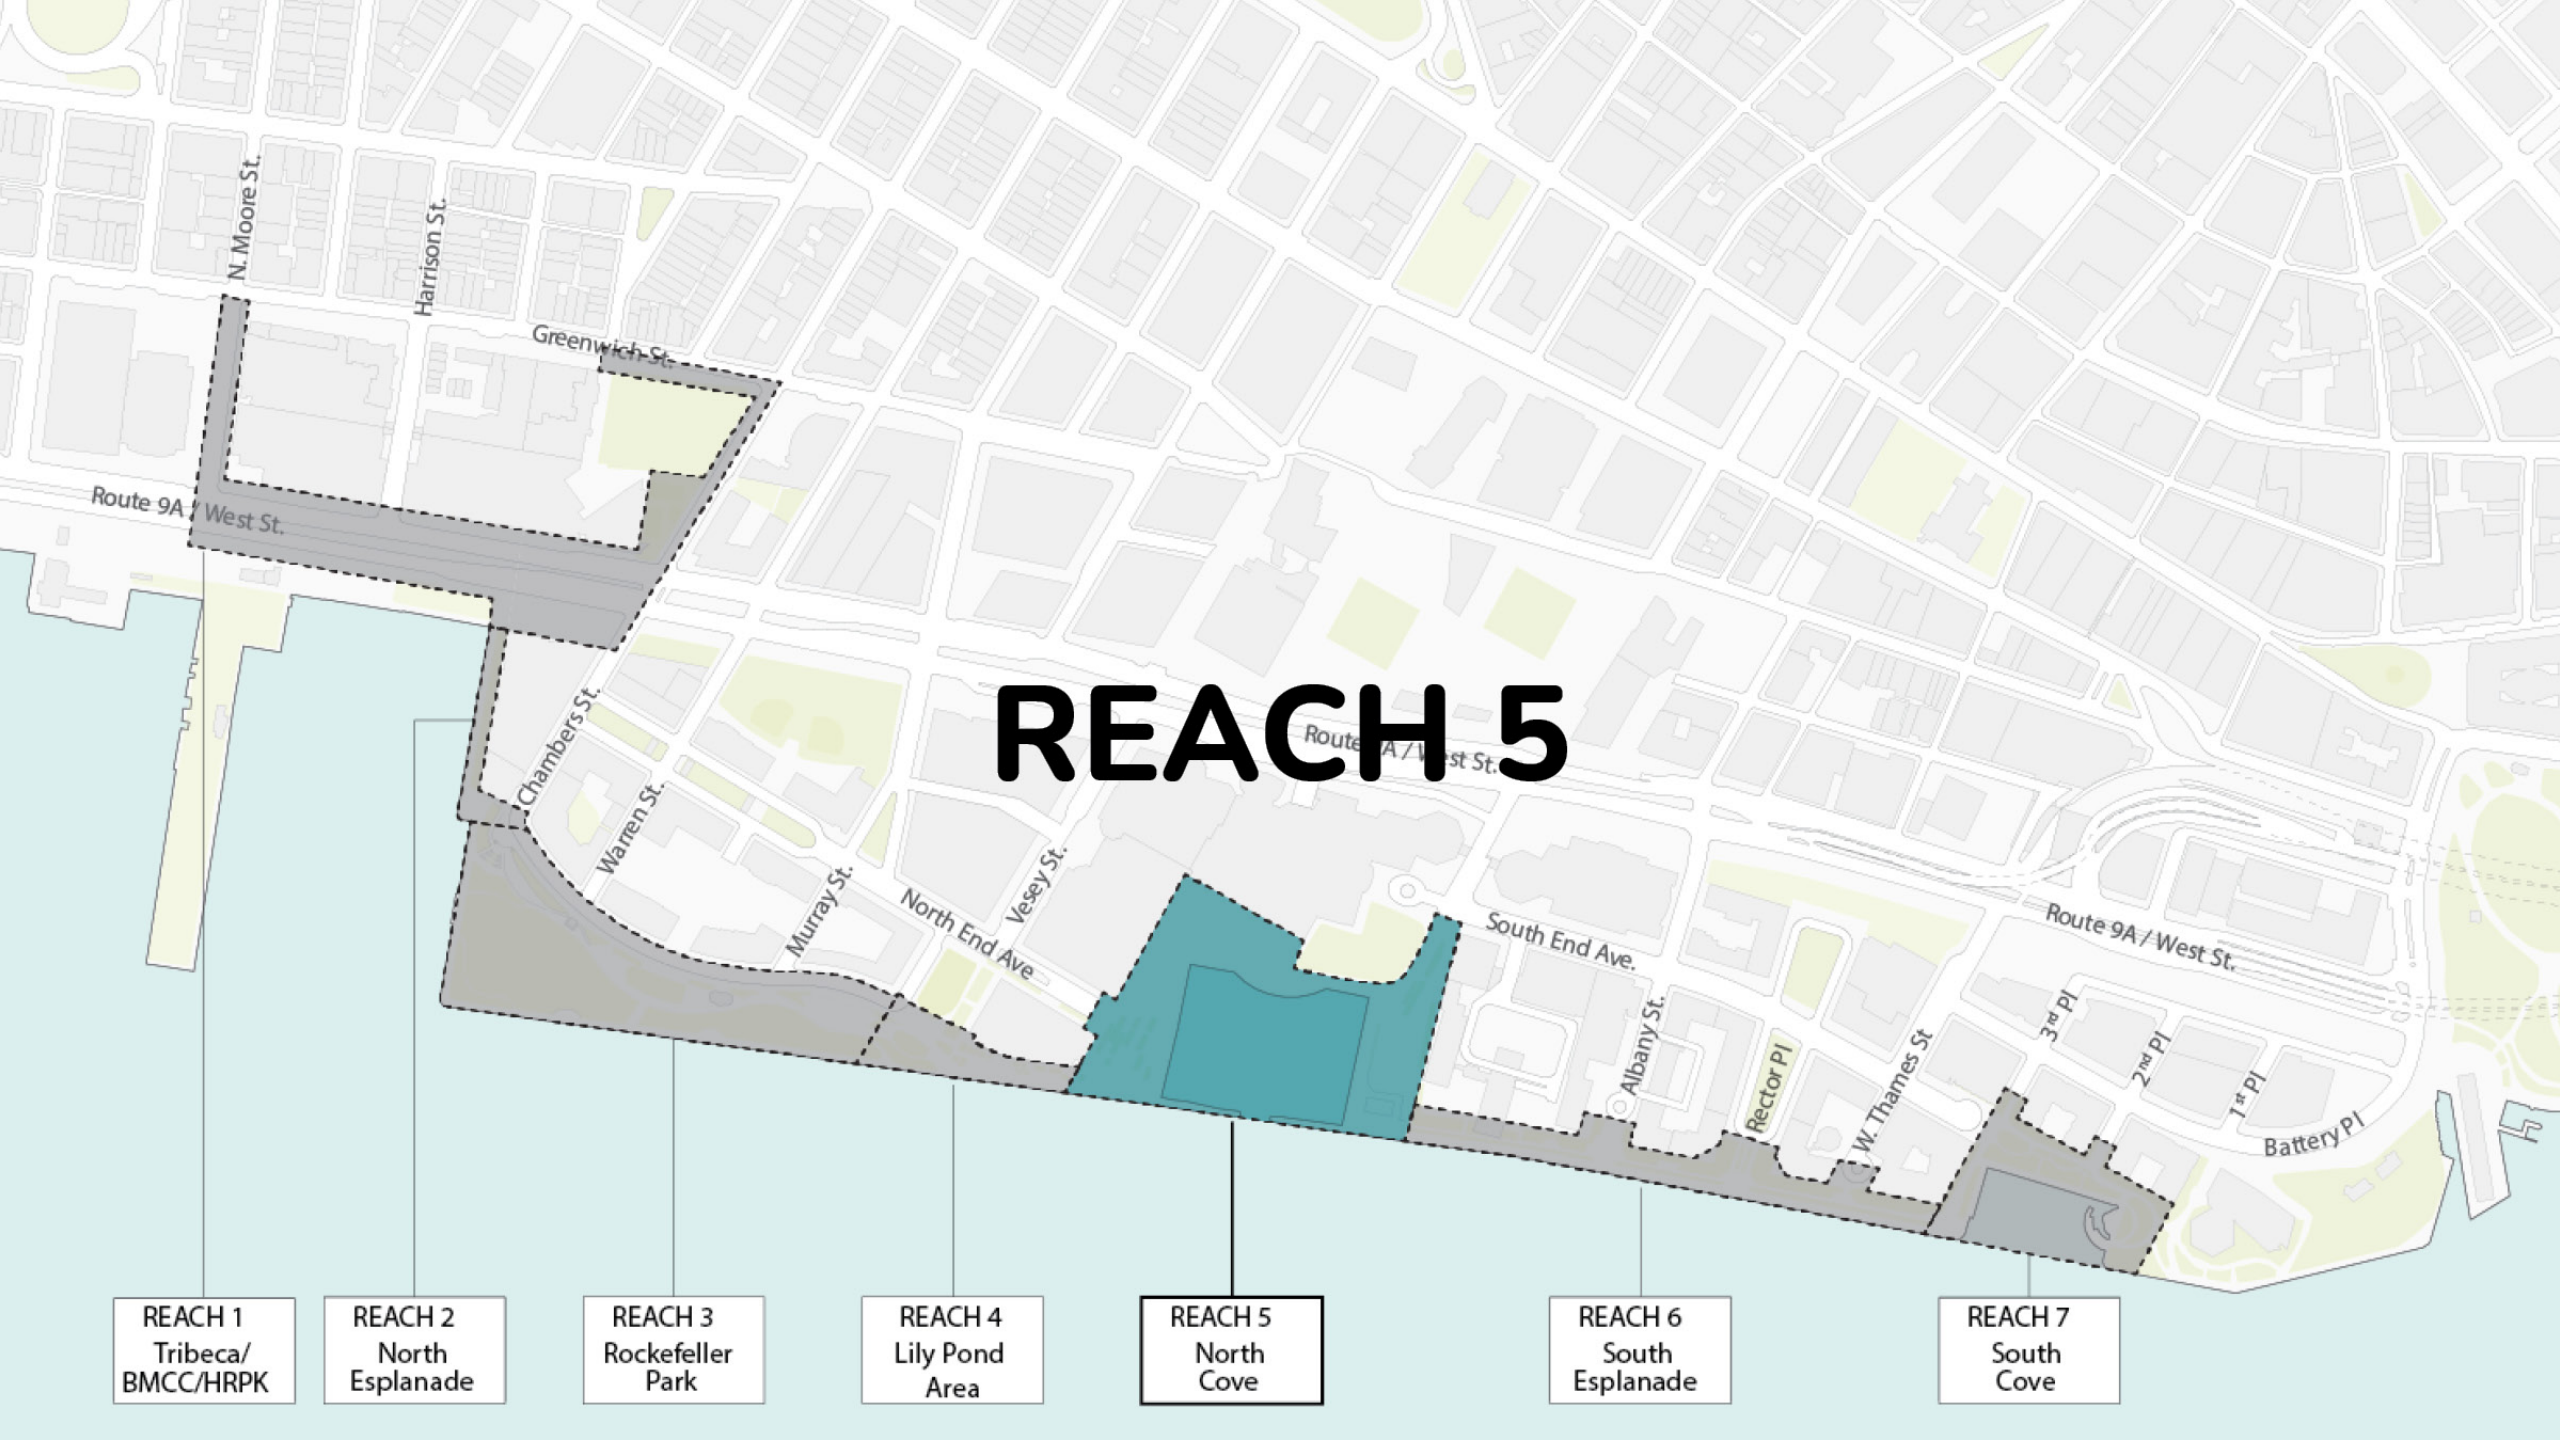 N. Moore St.
Harrison St.
Greenwich St.
Route 9A / West St.
REACH 5
Route 9A / West St.
Chambers St.
Warren St.
Murray St.
Vesey St.
North End Ave
South End Ave.
Route 9A / West St.
Albany St.
Rector Pl
W. Thames St
3rd Pl
2nd Pl
1st Pl
Battery Pl
REACH 1
Tribeca/
BMCC/HRPK
REACH 2
North
Esplanade
REACH 3
Rockefeller
Park
REACH 4
Lily Pond
Area
REACH 5
North
Cove
REACH 6
South
Esplanade
REACH 7
South
Cove